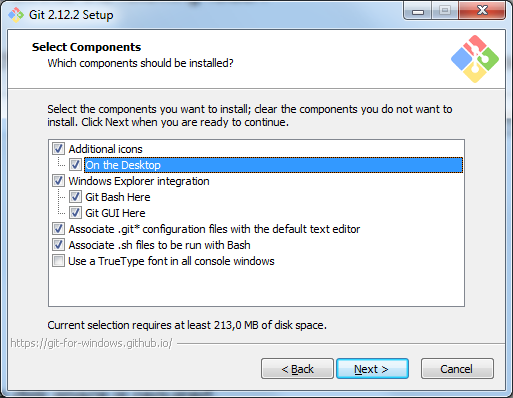 Git 2.12.2 Setup
Select Components
Which components should be installed?
Select the components you want to install; clear the components you do not want to
install. Click Next when you are ready to continue.
Additional icons
On the Desktop
Windows Explorer integration
Git Bash Here
Git GUI Here
Associate .git* configuration files with the default text editor
Associate .sh files to be run with Bash
Use a TrueType font in all console windows
Current selection requires at least 213,0 MB of disk space.
https://git-for-windows.github.io/
< Back
Next >
Cancel